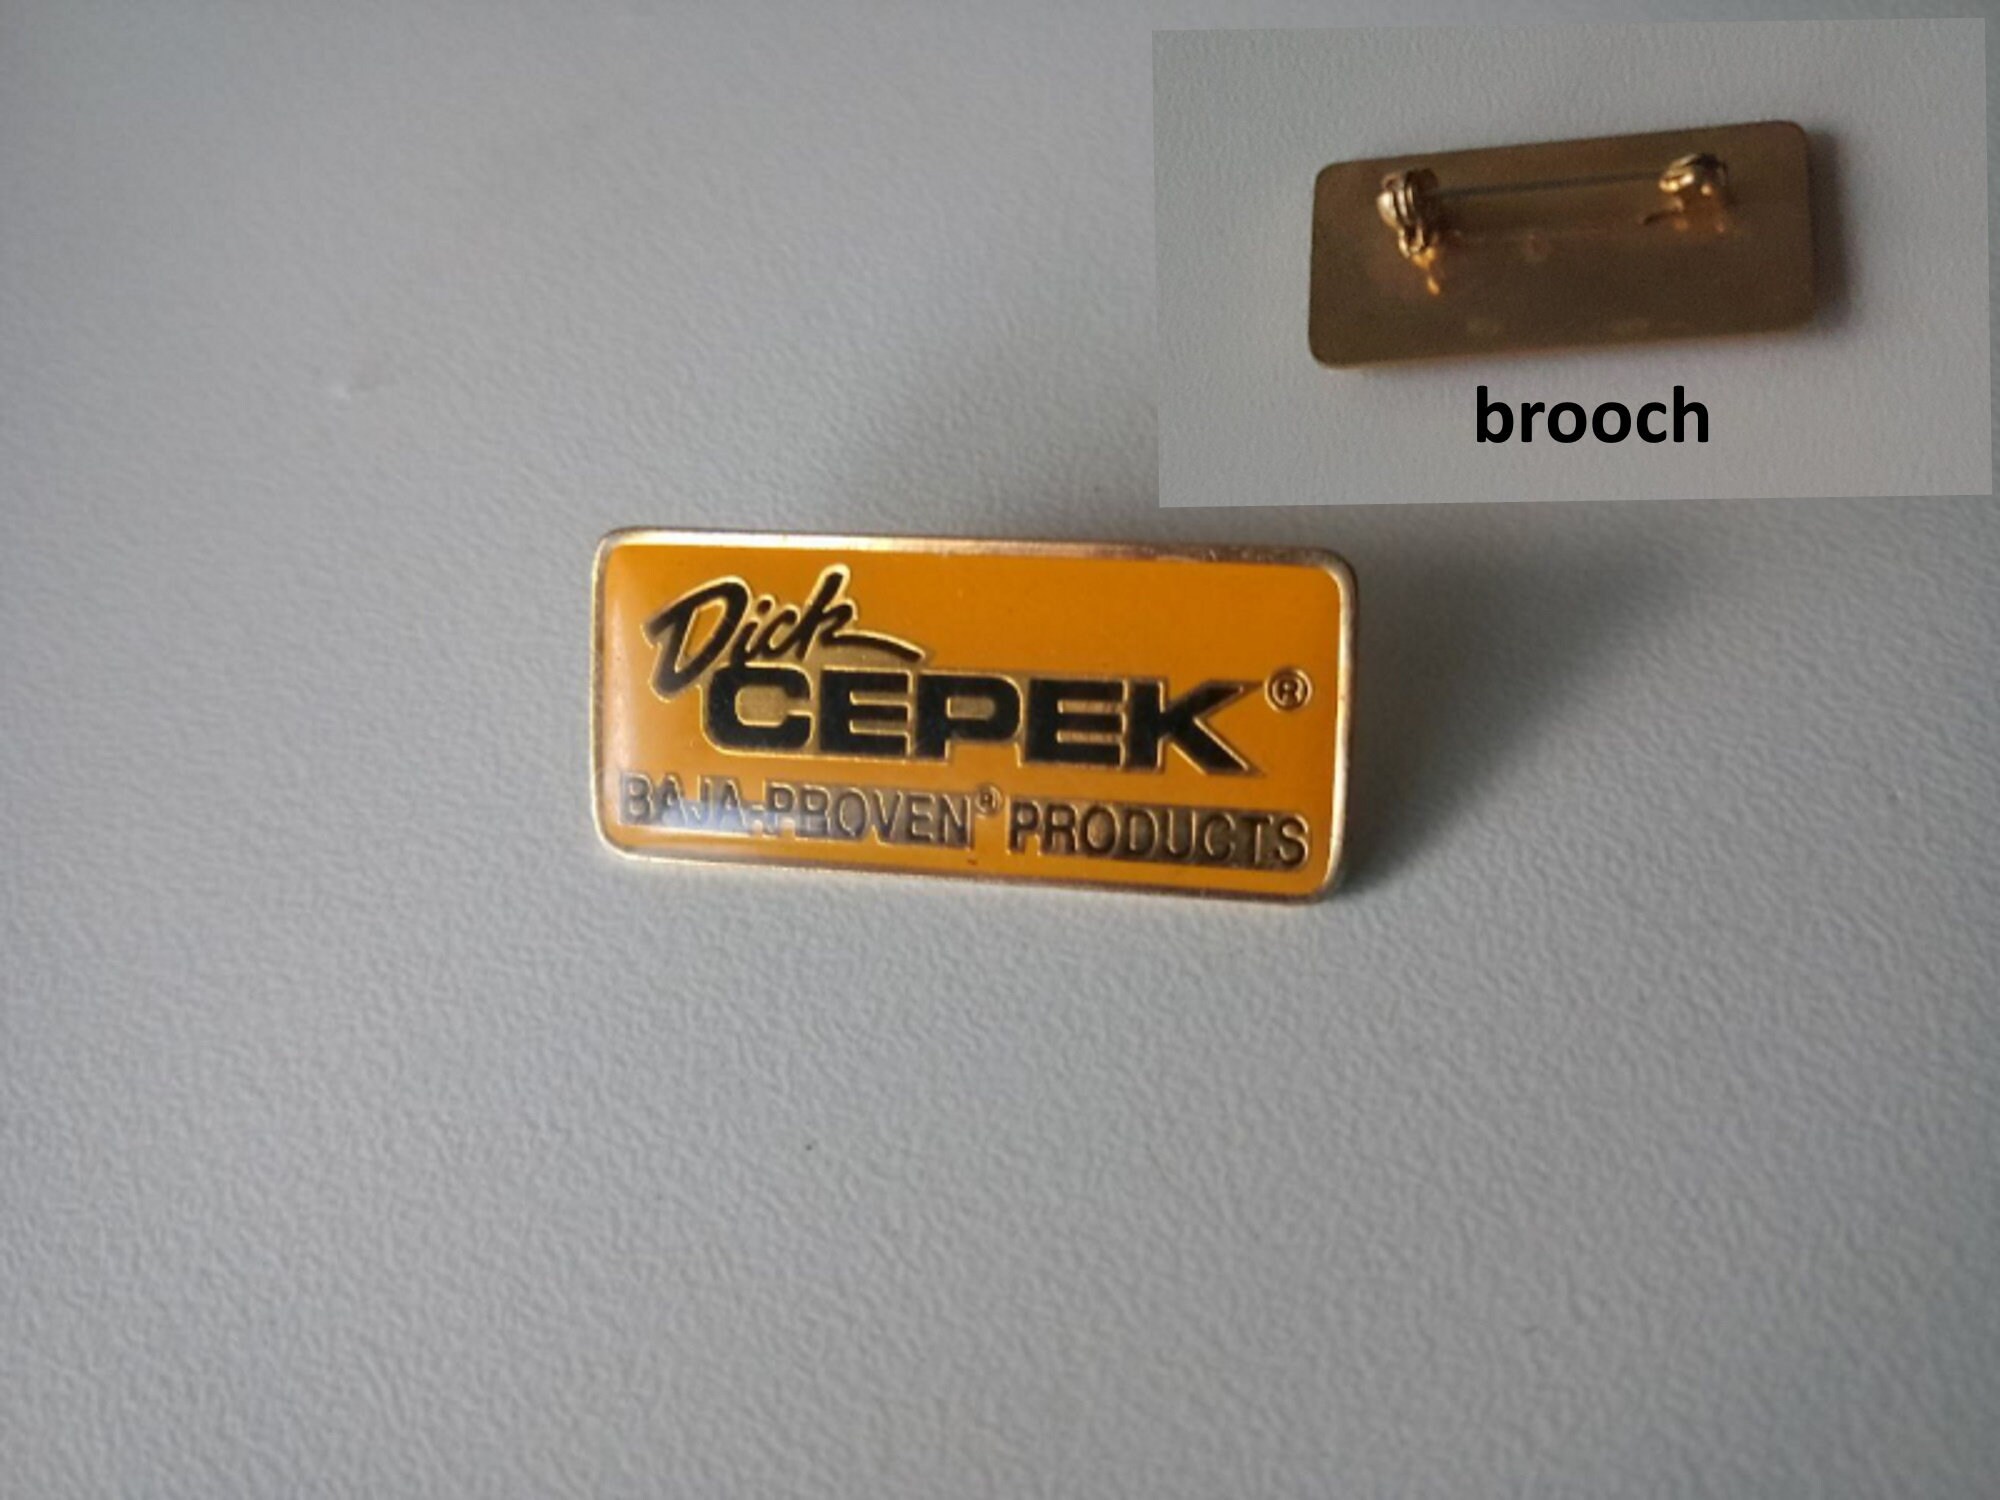 brooch
Dick
CEPEK®
BAJA-PROVEN® PRODUCTS